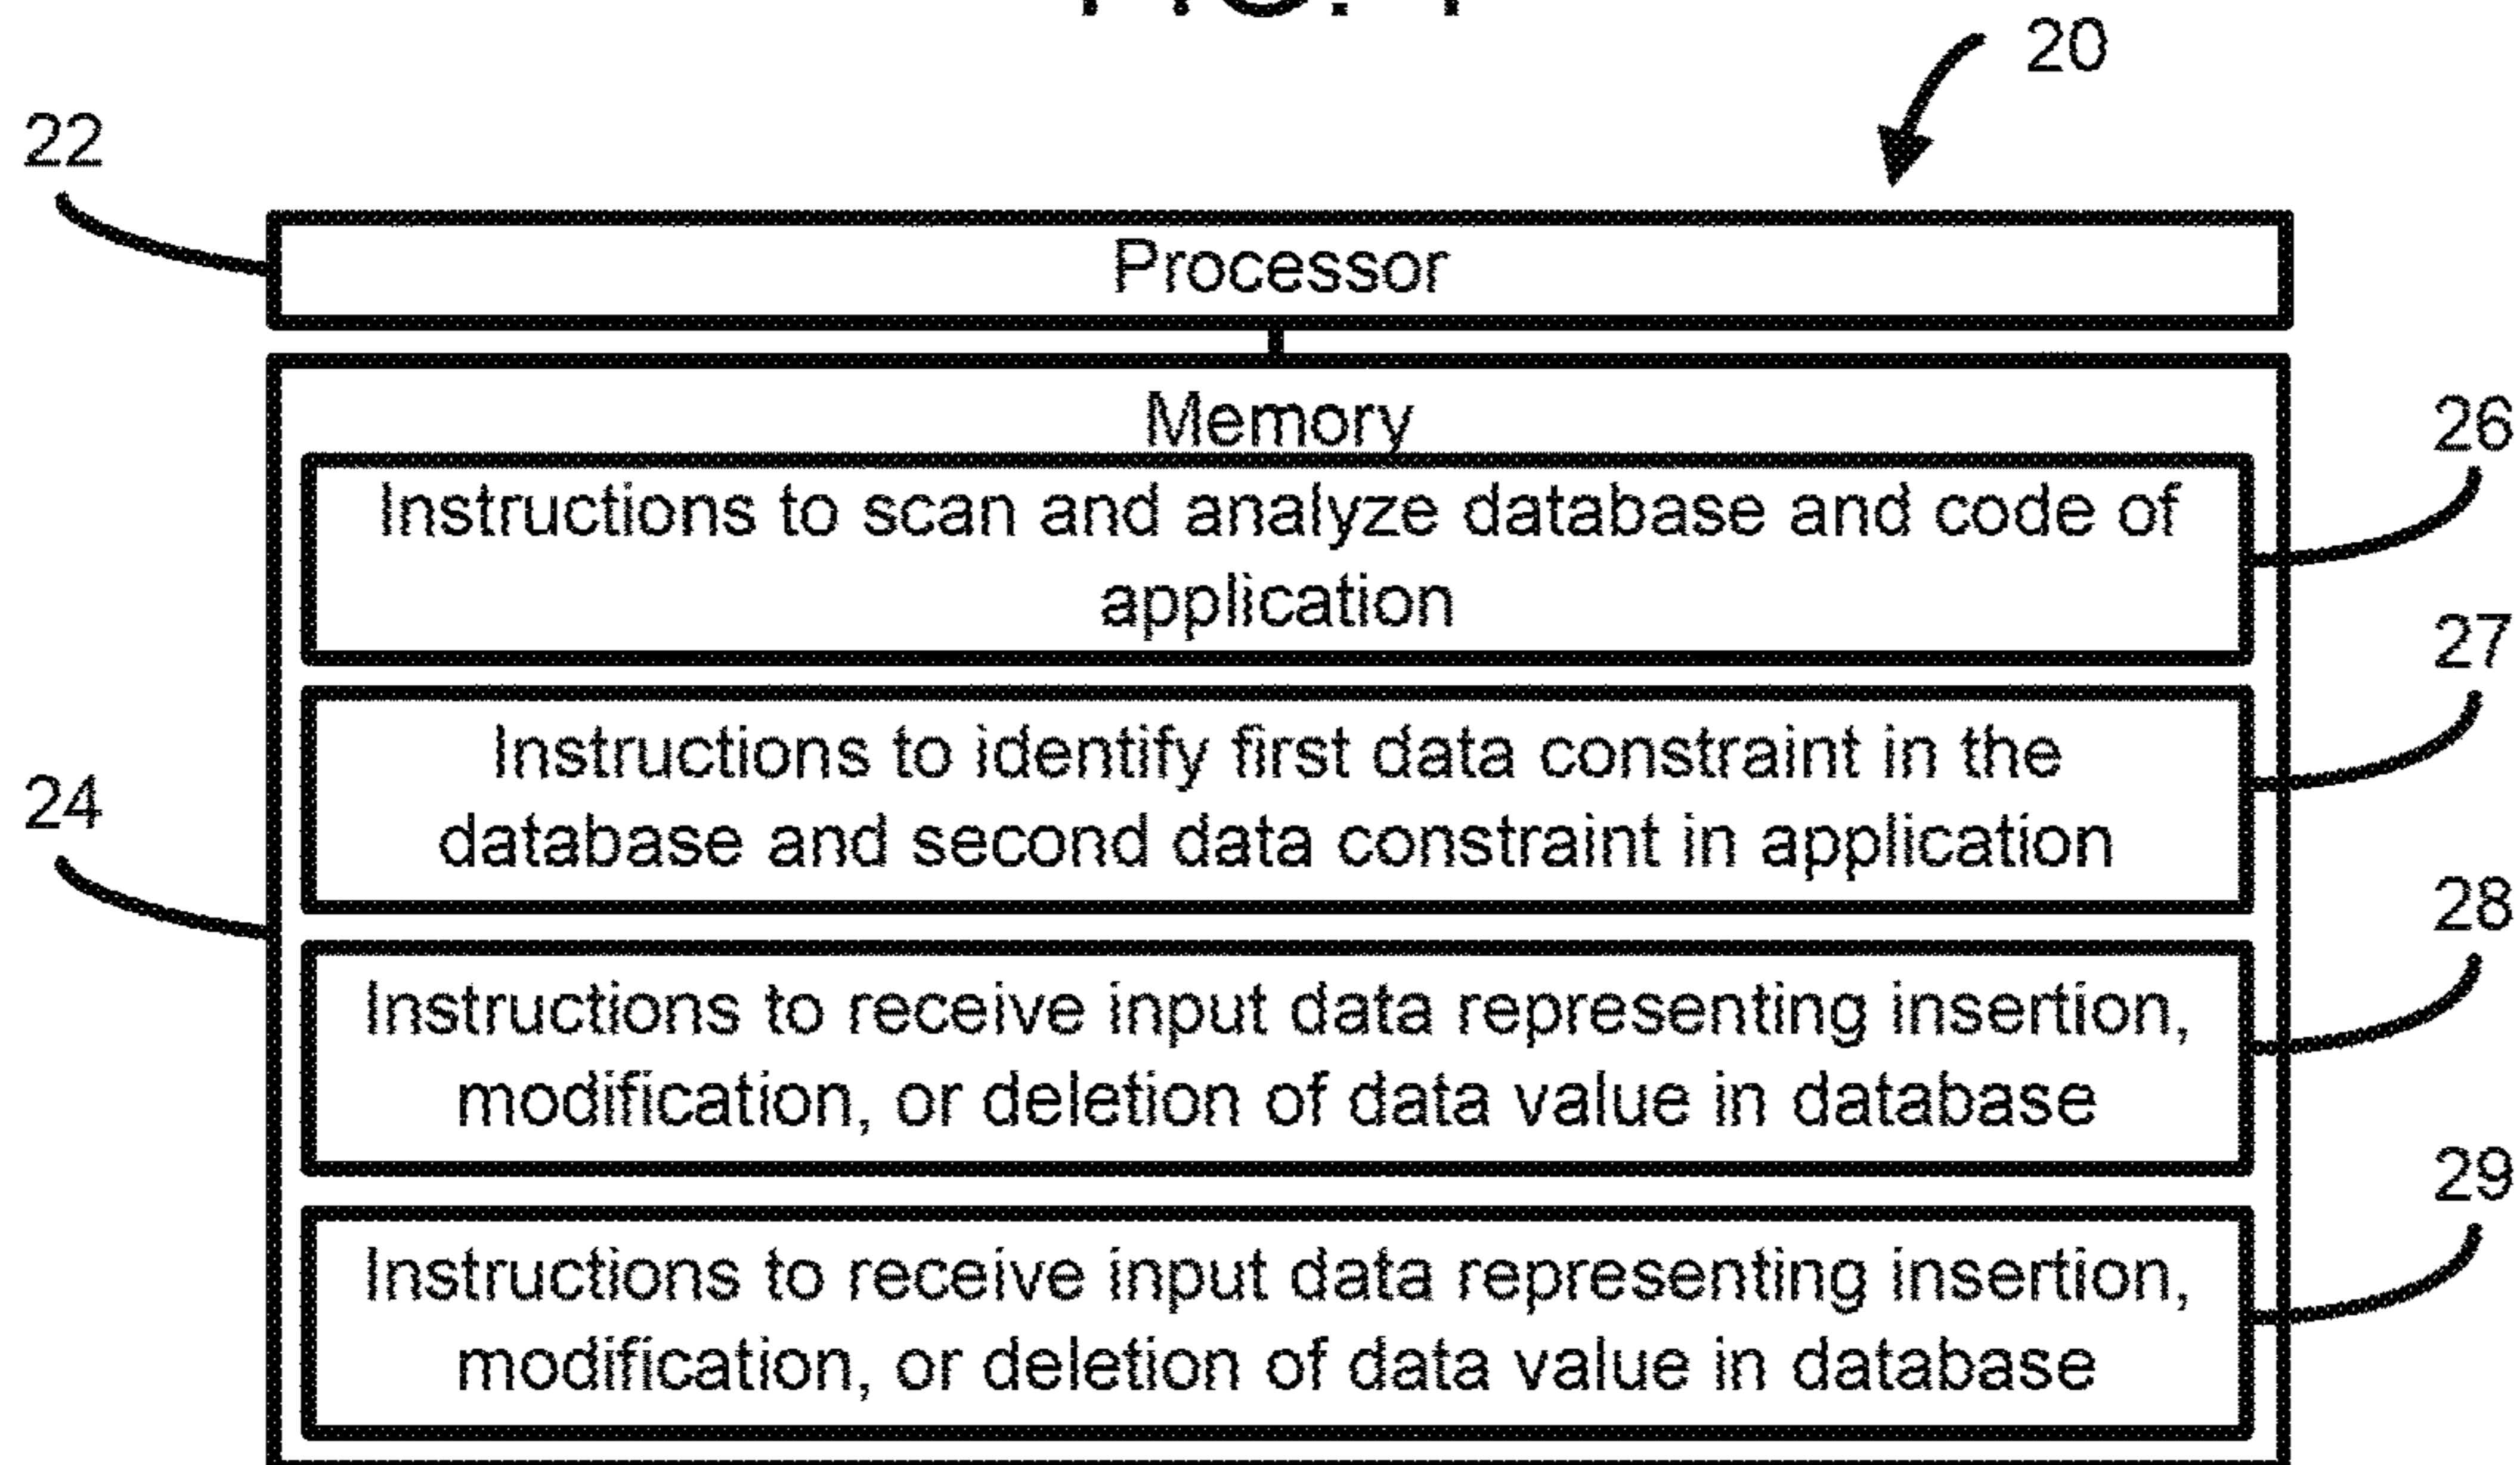 20
22
Processor
Memory
26
Instructions to scan and analyze database and code of
application
27
Instructions to identify first data constraint in the
database and second data constraint in application
24
28
Instructions to receive input data representing insertion,
modification, or deletion of data value in database
29
Instructions to receive input data representing insertion,
modification, or deletion of data value in database